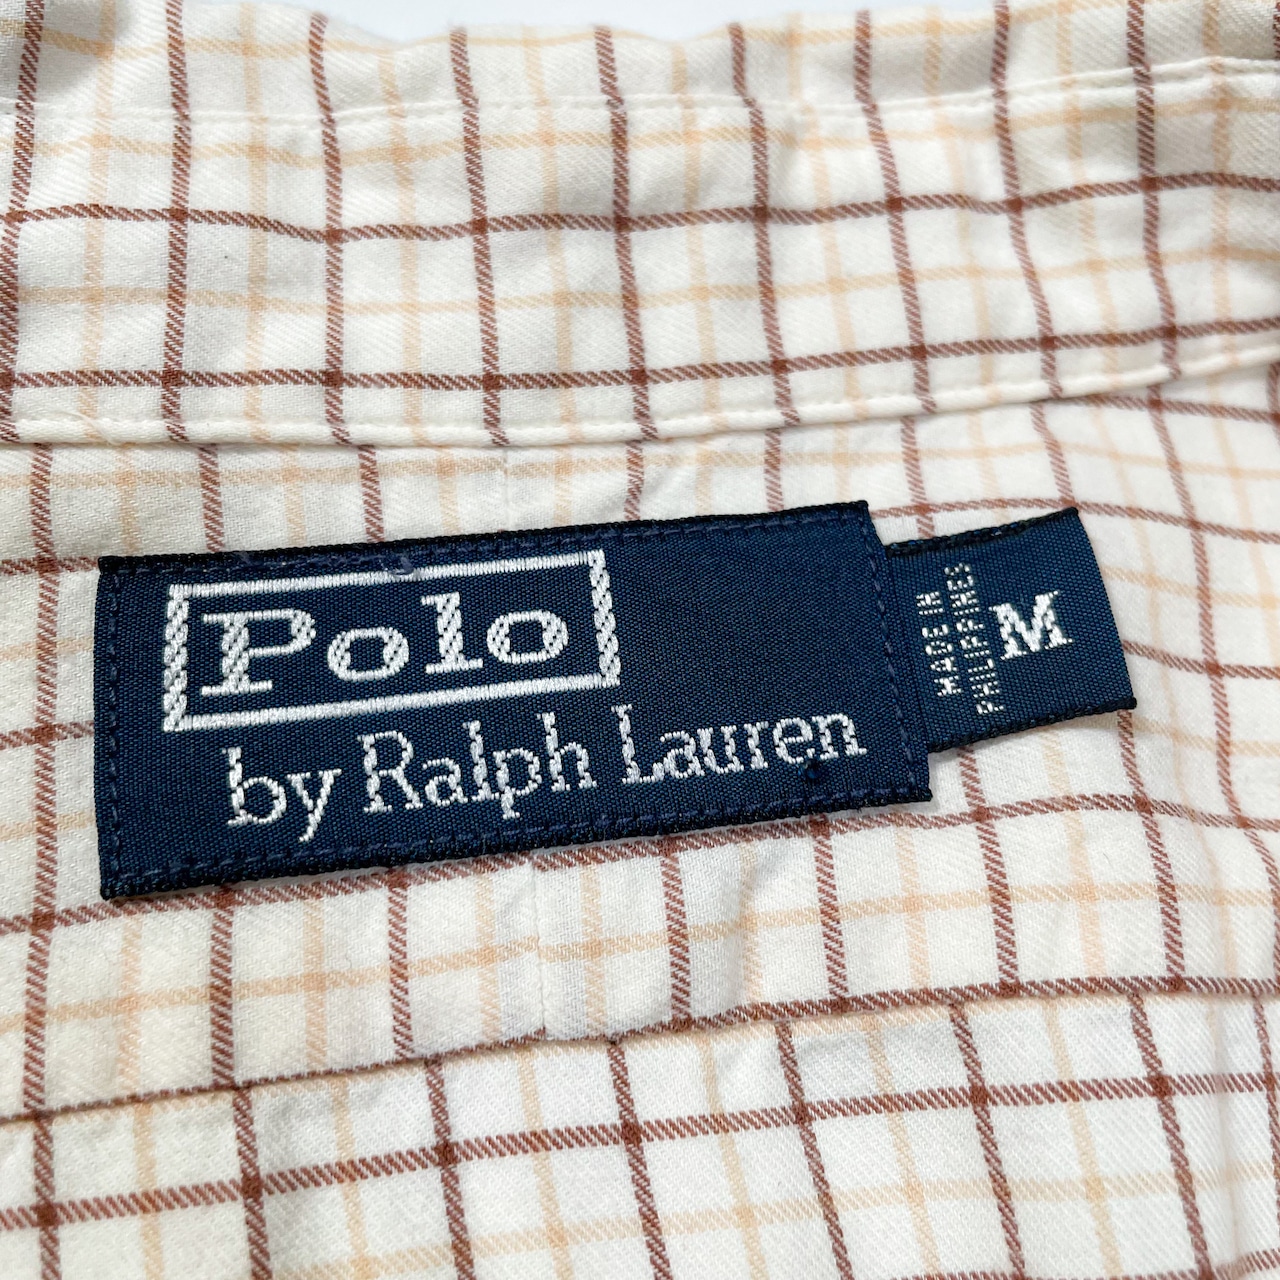 Polo
by Ralph Lauren
MADE IN
PHILIPPINES
M